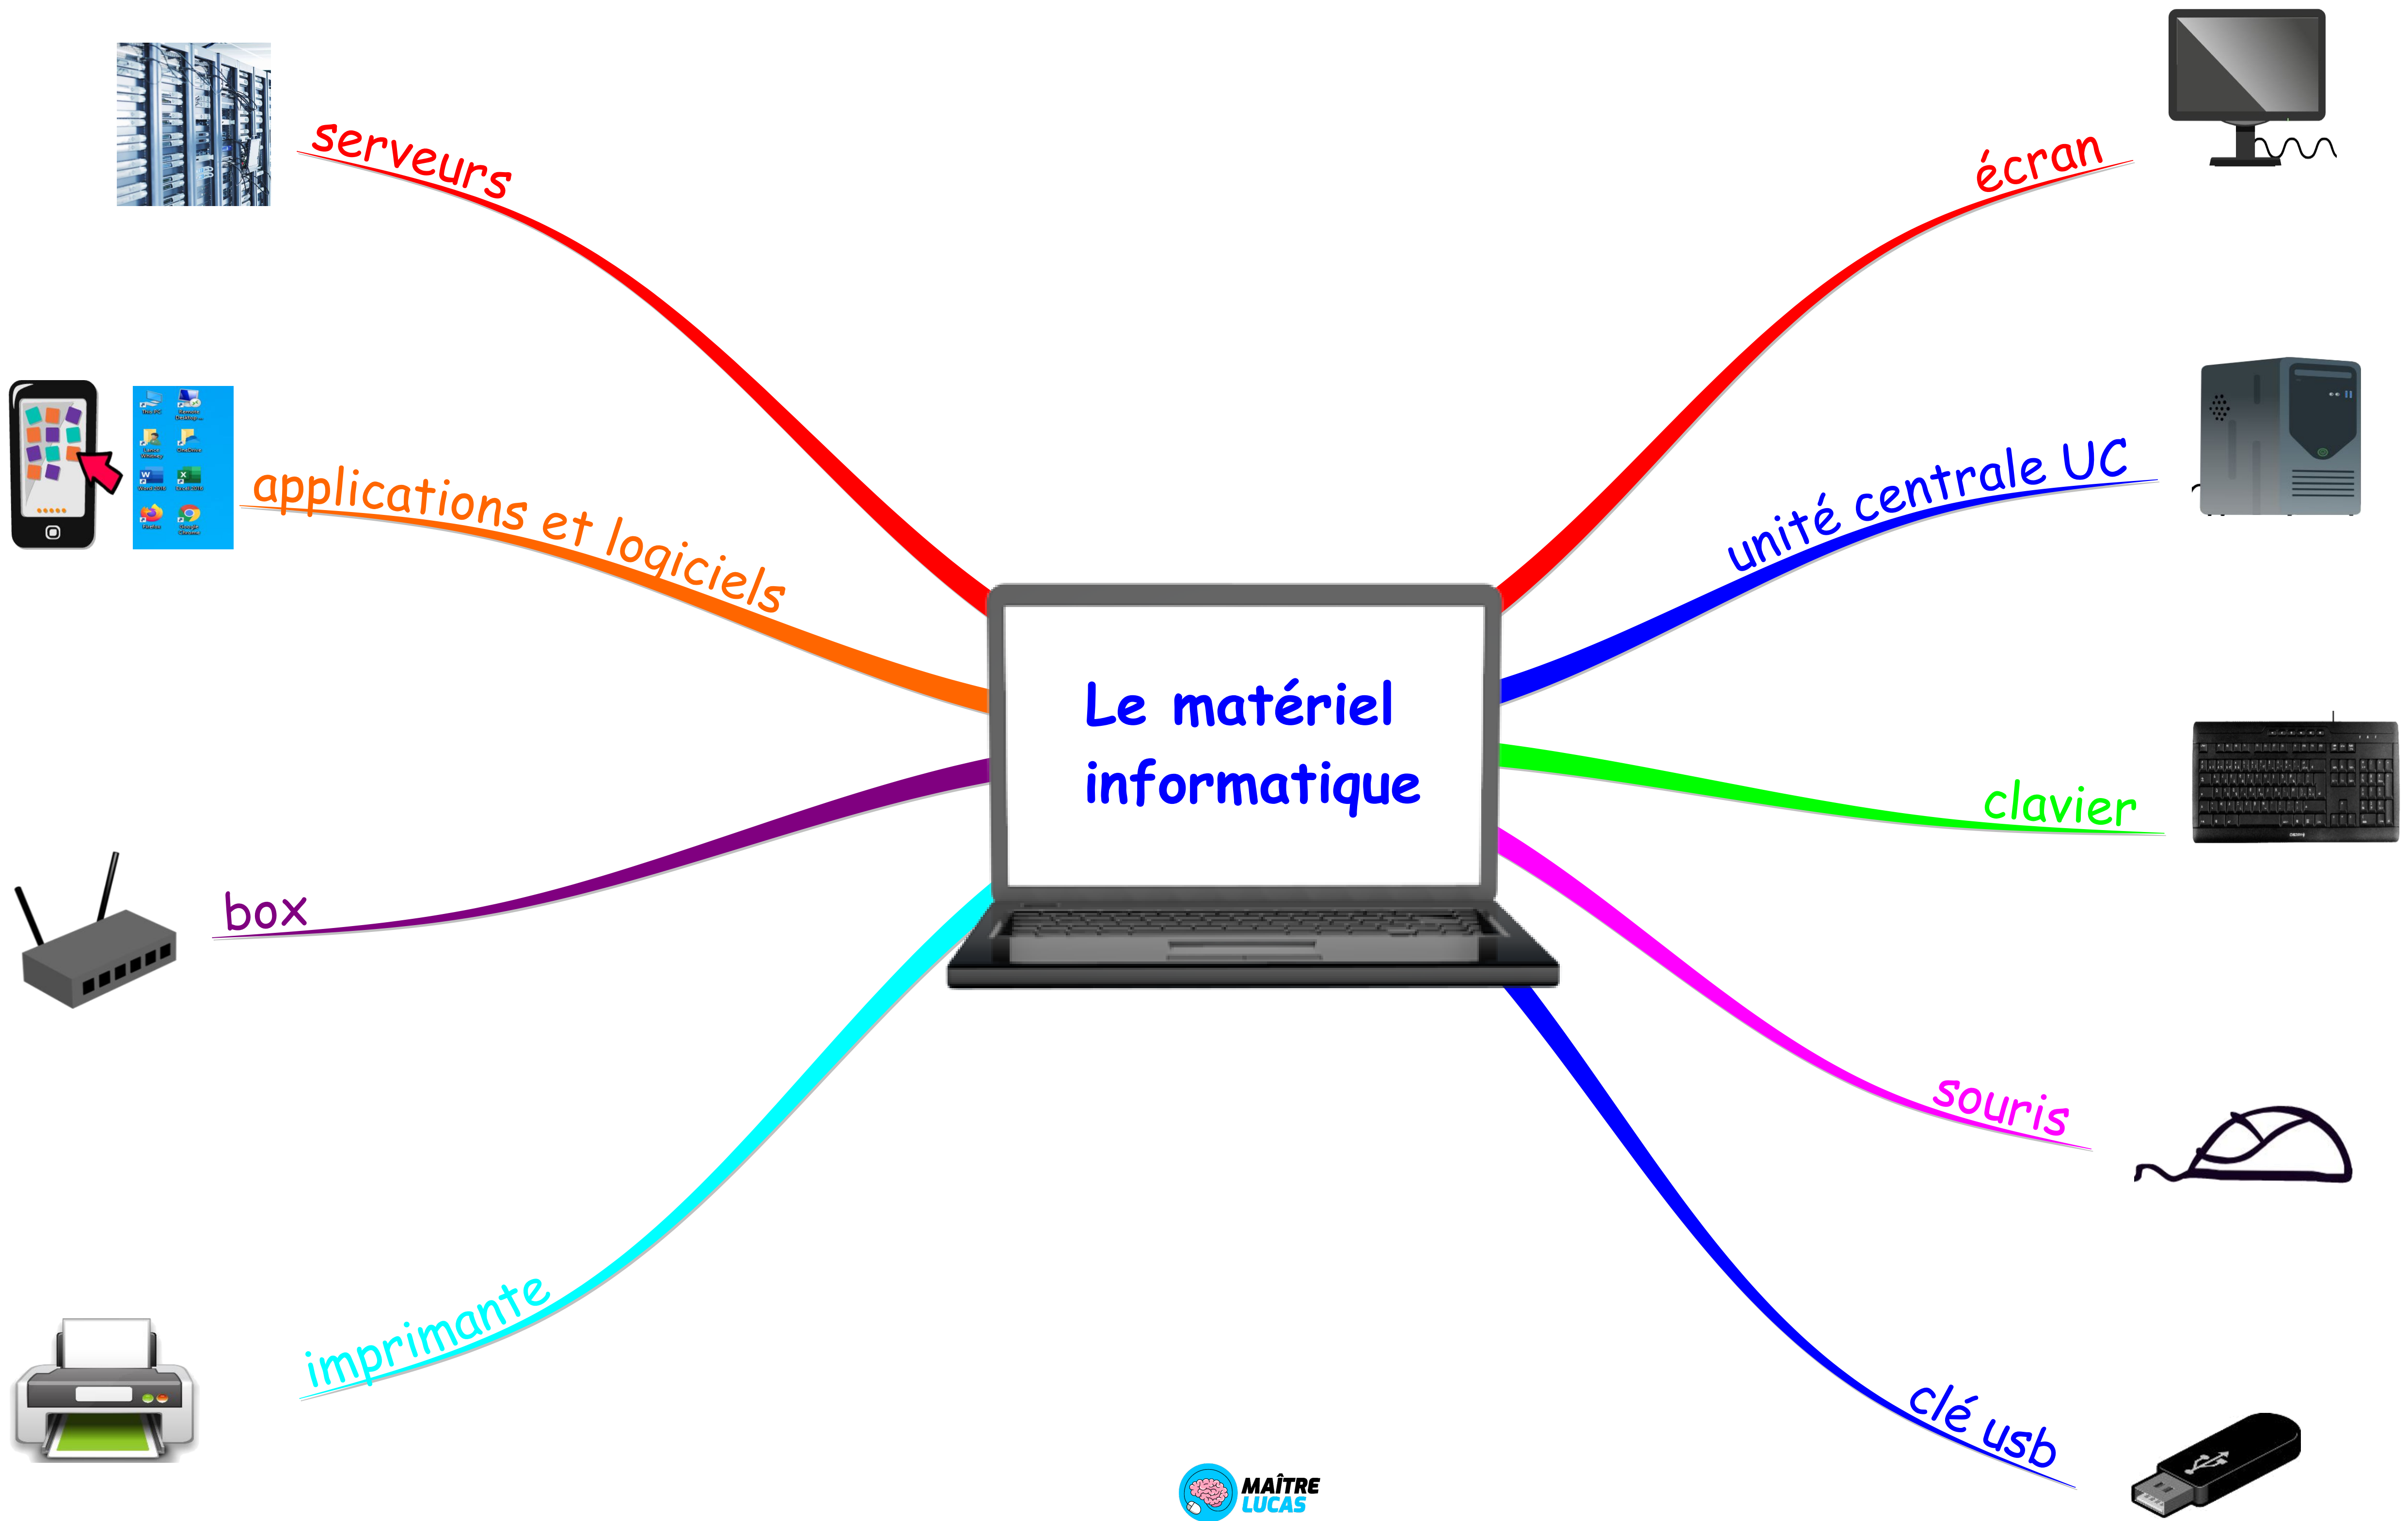 serveurs
écran
applications et logiciels
unité centrale UC
Le matériel
informatique
clavier
box
souris
imprimante
clé usb
MAÎTRE
LUCAS